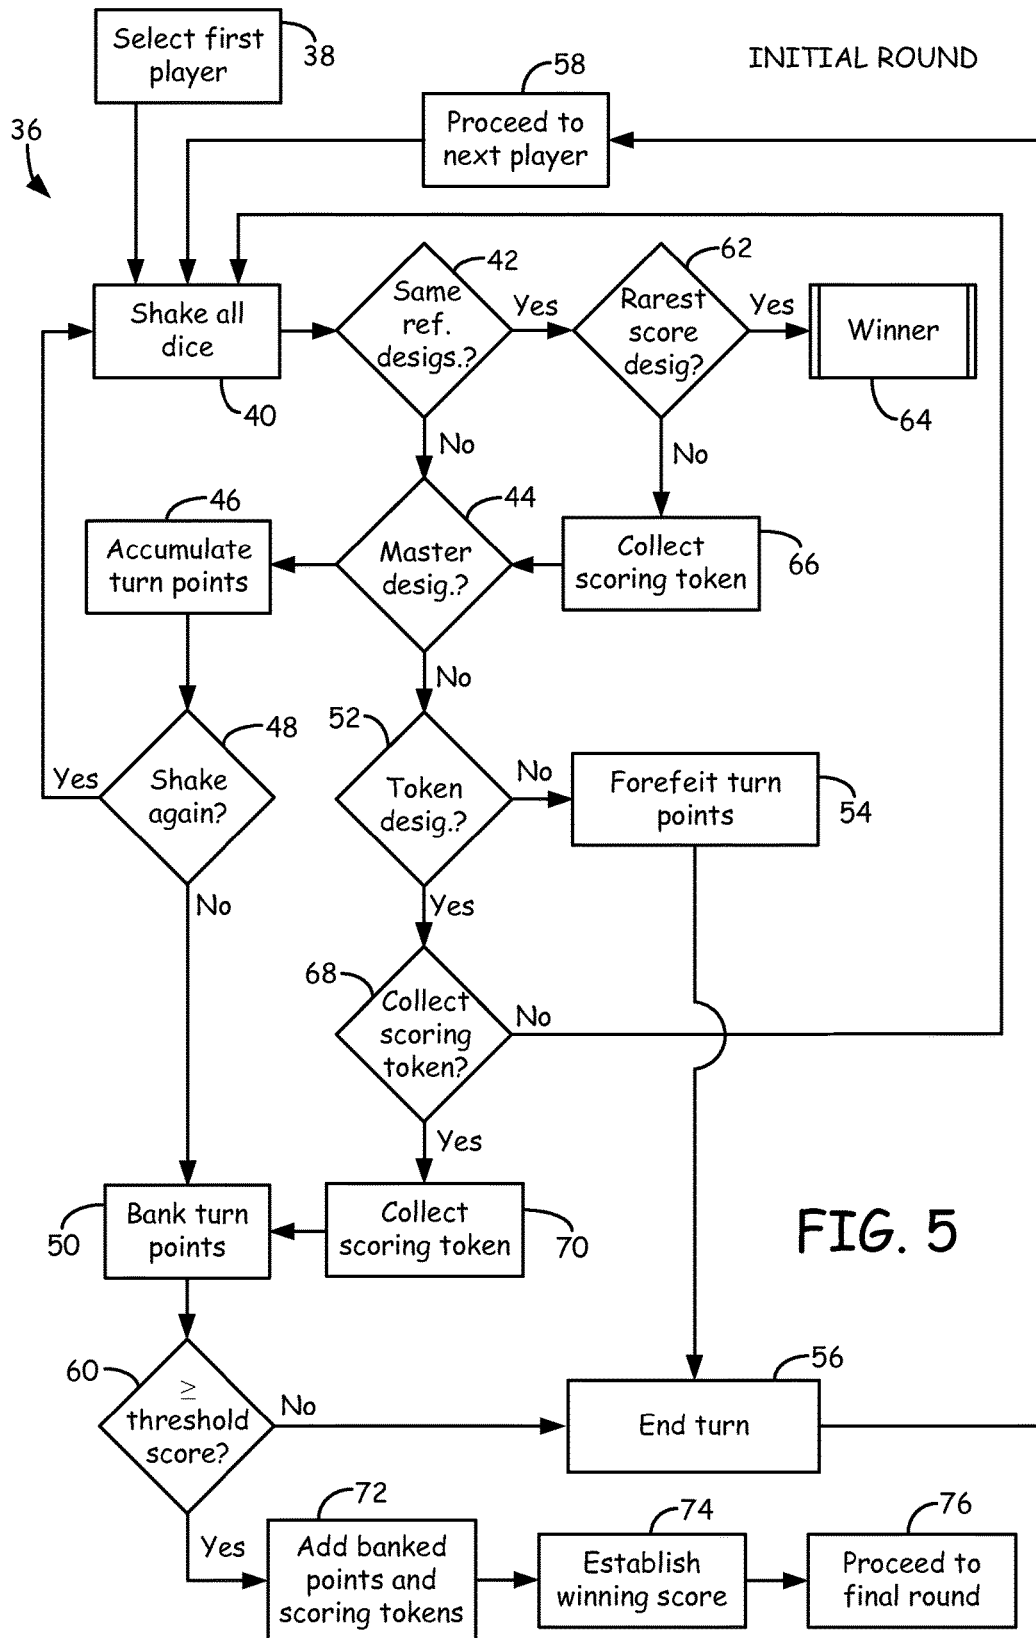 Select first
player
38
INITIAL ROUND
58
Proceed to
next player
36
Shake all
dice
40
42
Same
ref.
desigs.?
Yes
62
Rarest
score
desig?
Yes
Winner
64
No
No
46
Accumulate
turn points
44
Master
desig.?
Collect
scoring token
66
No
48
Shake
again?
Yes
No
52
Token
desig.?
No
Forefeit turn
points
54
Yes
68
Collect
scoring
token?
No
Yes
Bank turn
points
50
Collect
scoring token
70
FIG. 5
60
≥
threshold
score?
No
56
End turn
Yes
72
Add banked
points and
scoring tokens
74
Establish
winning score
76
Proceed to
final round